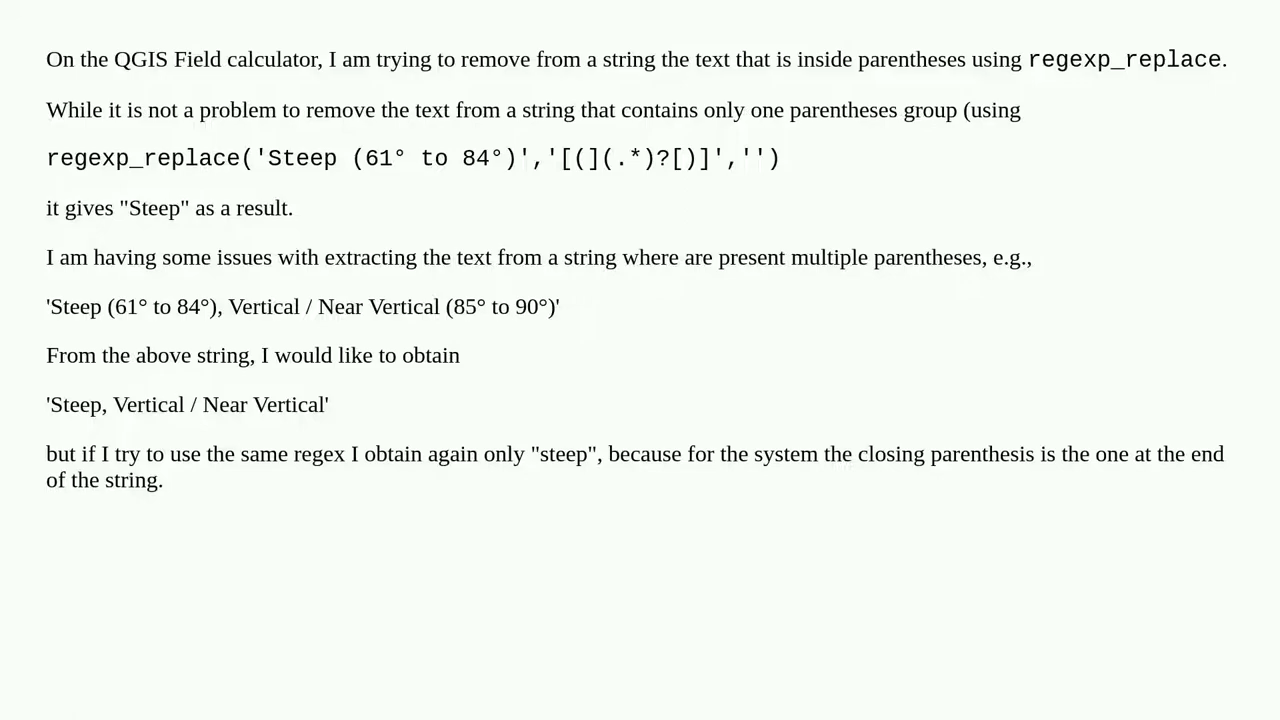 On the QGIS Field calculator, I am trying to remove from a string the text that is inside parentheses using regexp_replace.
While it is not a problem to remove the text from a string that contains only one parentheses group (using
regexp_replace('Steep (61° to 84°)','[(](.*)?[)]','')
it gives "Steep" as a result.
I am having some issues with extracting the text from a string where are present multiple parentheses, e.g.,
'Steep (61° to 84°), Vertical / Near Vertical (85° to 90°)'
From the above string, I would like to obtain
'Steep, Vertical / Near Vertical'
but if I try to use the same regex I obtain again only "steep", because for the system the closing parenthesis is the one at the end
of the string.